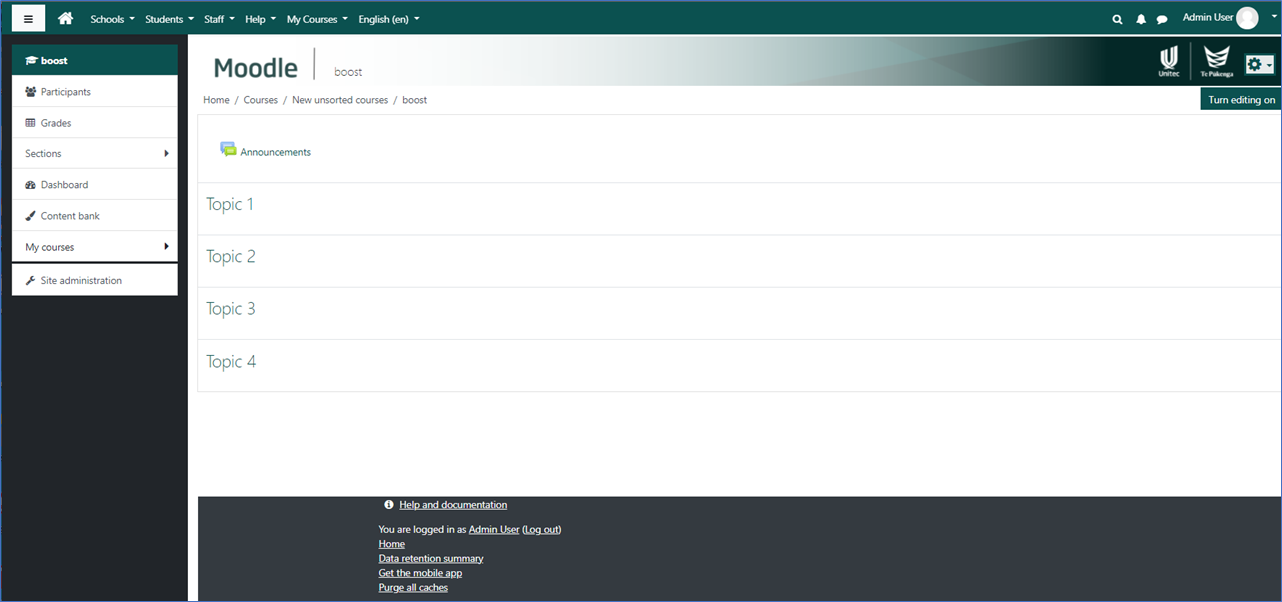 Schools Students Staff Help My Courses English (en) Admin User
boost
Participants
Grades
Sections
Dashboard
Content bank
My courses
Site administration
Moodle boost
Unitec Te Pūkenga
Home / Courses / New unsorted courses / boost
Turn editing on
Announcements
Topic 1
Topic 2
Topic 3
Topic 4
Help and documentation
You are logged in as Admin User (Log out)
Home
Data retention summary
Get the mobile app
Purge all caches